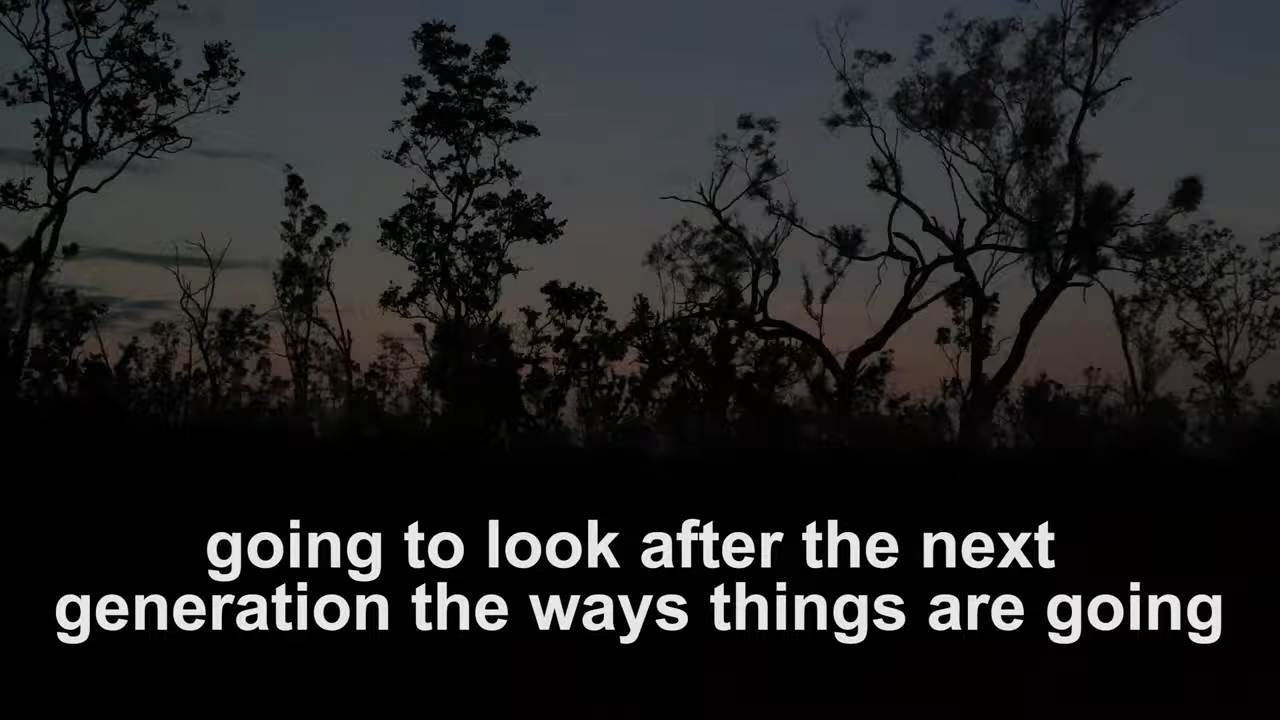 going to look after the next
generation the ways things are going